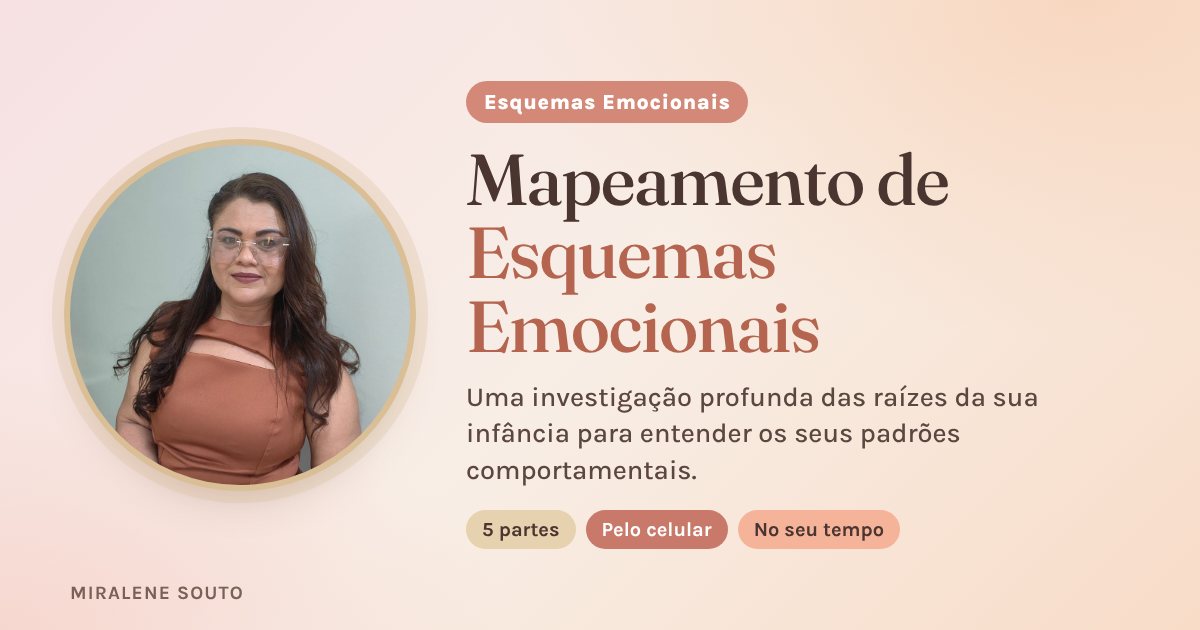 Esquemas Emocionais
Mapeamento de
Esquemas
Emocionais
Uma investigação profunda das raízes da sua
infância para entender os seus padrões
comportamentais.
5 partes
Pelo celular
No seu tempo
MIRALENE SOUTO